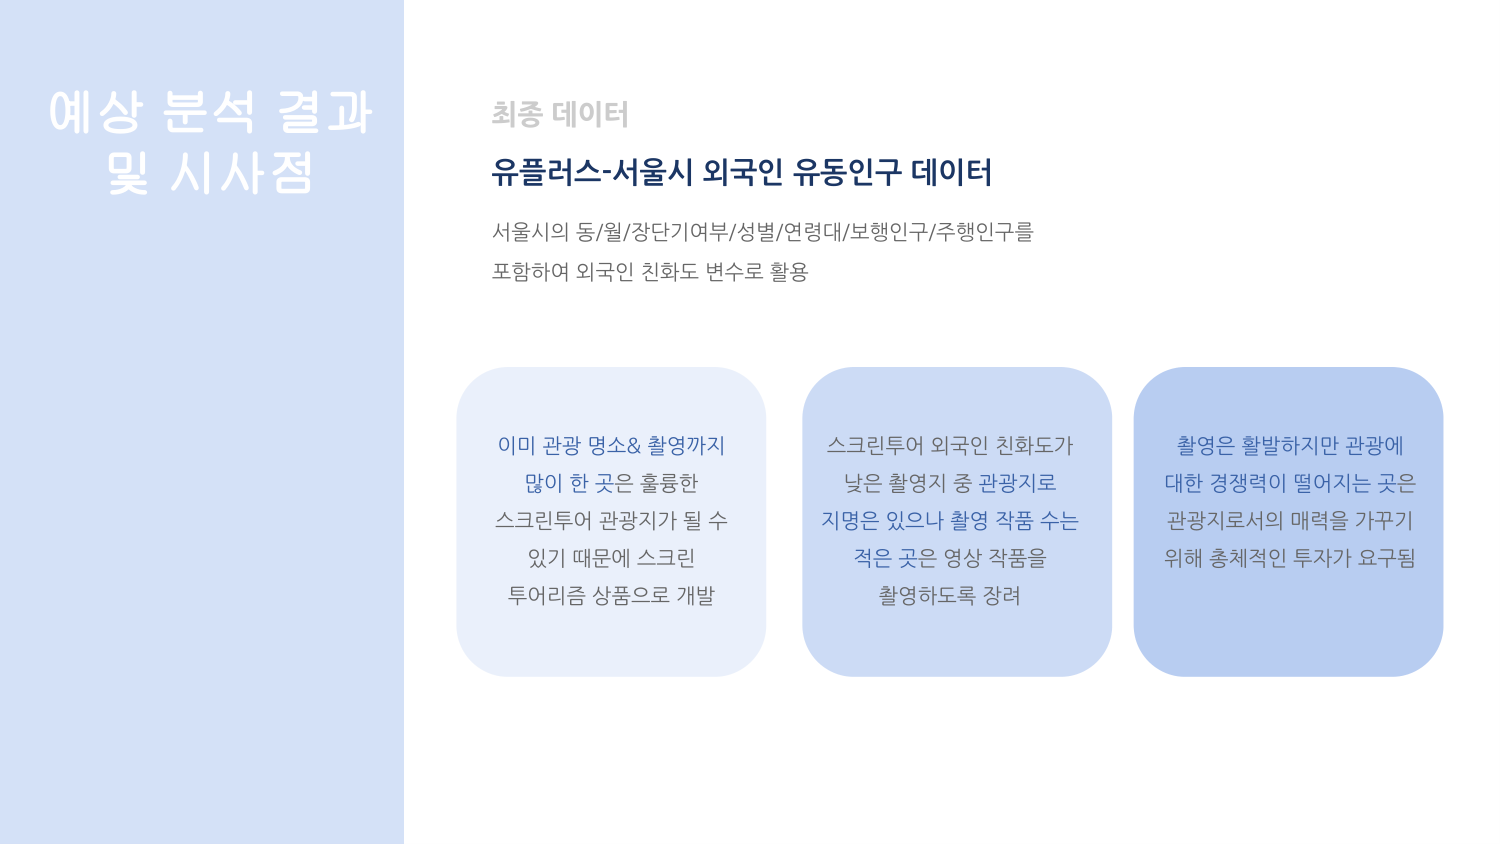 예상 분석 결과
및 시사점
최종 데이터
유플러스-서울시 외국인 유동인구 데이터
서울시의 동/월/장단기여부/성별/연령대/보행인구/주행인구를
포함하여 외국인 친화도 변수로 활용
이미 관광 명소& 촬영까지
많이 한 곳은 훌륭한
스크린투어 관광지가 될 수
있기 때문에 스크린
투어리즘 상품으로 개발
스크린투어 외국인 친화도가
낮은 촬영지 중 관광지로
지명은 있으나 촬영 작품 수는
적은 곳은 영상 작품을
촬영하도록 장려
촬영은 활발하지만 관광에
대한 경쟁력이 떨어지는 곳은
관광지로서의 매력을 가꾸기
위해 총체적인 투자가 요구됨